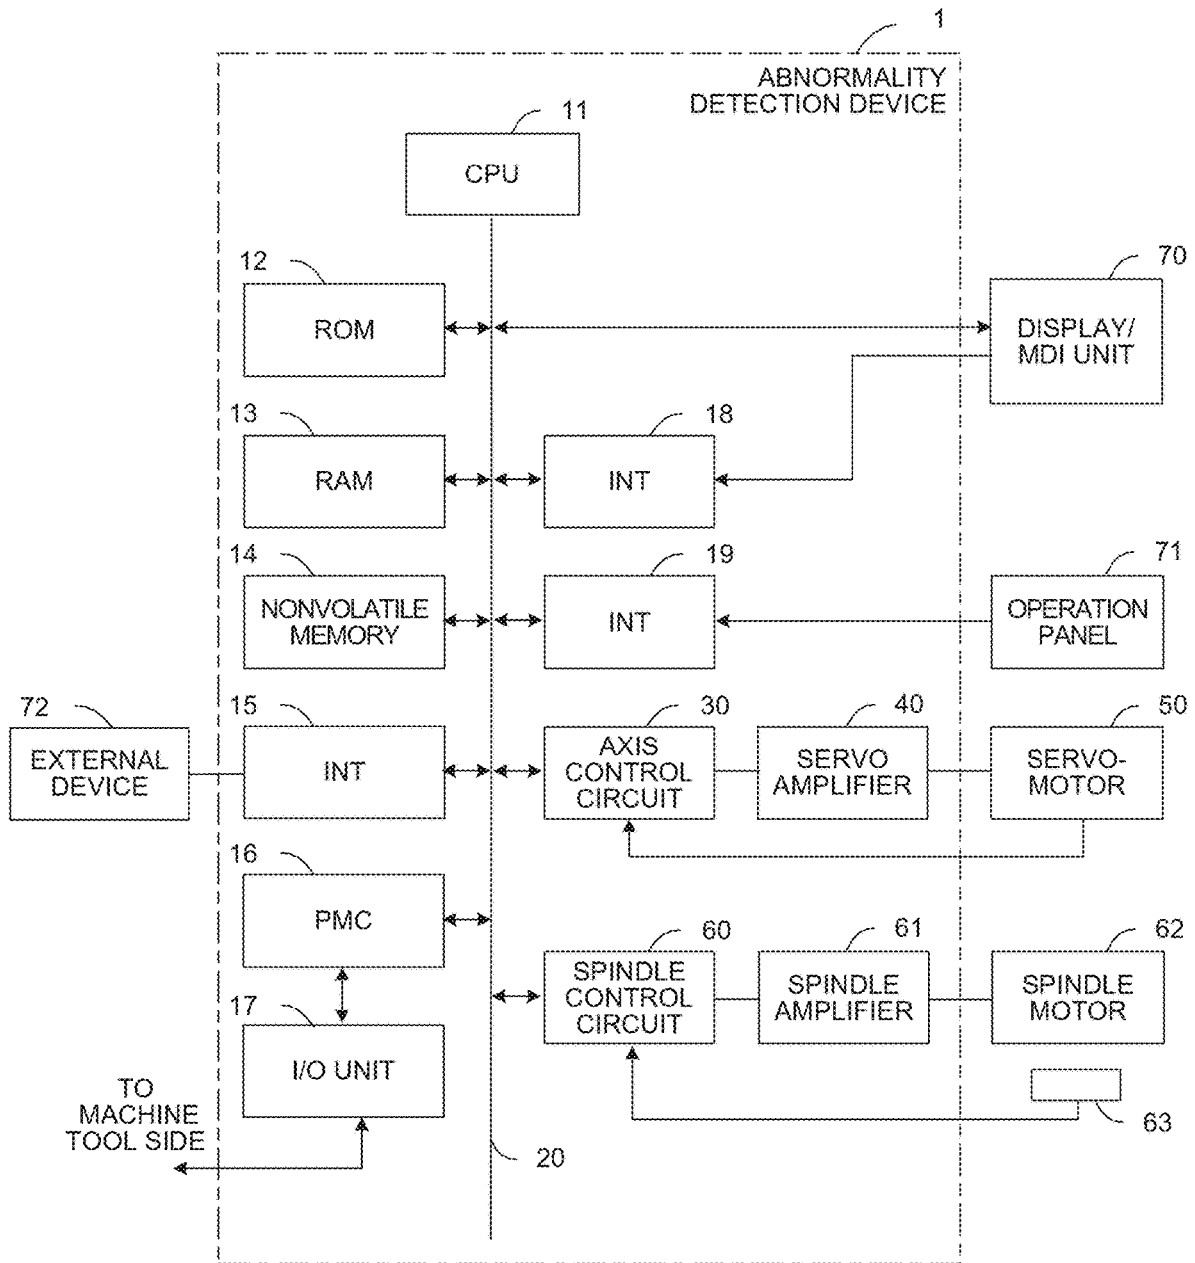 1
ABNORMALITY
DETECTION DEVICE
11
CPU
12
ROM
70
DISPLAY/
MDI UNIT
13
RAM
18
INT
14
NONVOLATILE
MEMORY
19
INT
71
OPERATION
PANEL
72
EXTERNAL
DEVICE
15
INT
30
AXIS
CONTROL
CIRCUIT
40
SERVO
AMPLIFIER
50
SERVO-
MOTOR
16
PMC
60
SPINDLE
CONTROL
CIRCUIT
61
SPINDLE
AMPLIFIER
62
SPINDLE
MOTOR
17
I/O UNIT
63
TO
MACHINE
TOOL SIDE
20